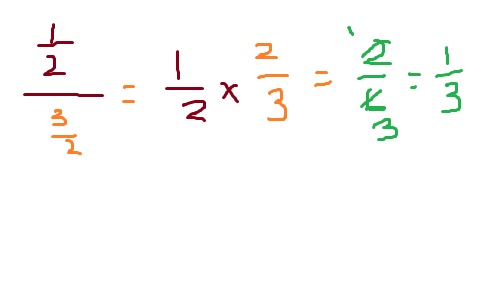 1/2 / 3/2 = 1/2 x 2/3 = 2/6 = 1/3